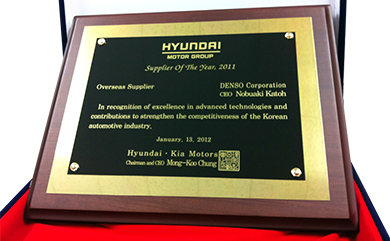 HYUNDAI
MOTOR GROUP
Supplier Of The Year, 2011
Overseas Supplier
DENSO Corporation
CEO Nobuaki Katoh
In recognition of excellence in advanced technologies and
contributions to strengthen the competitiveness of the Korean
automotive industry.
January, 13, 2012
Hyundai · Kia Motors
Chairman and CEO Mong-Koo Chung